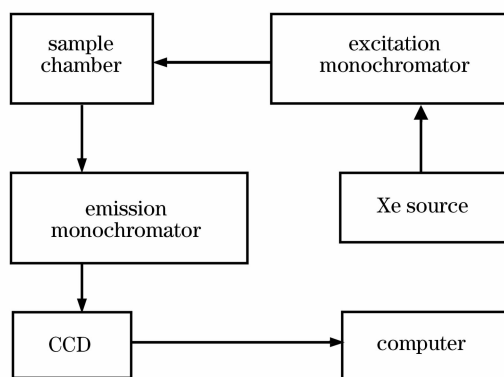 sample
chamber
excitation
monochromator
emission
monochromator
Xe source
CCD
computer